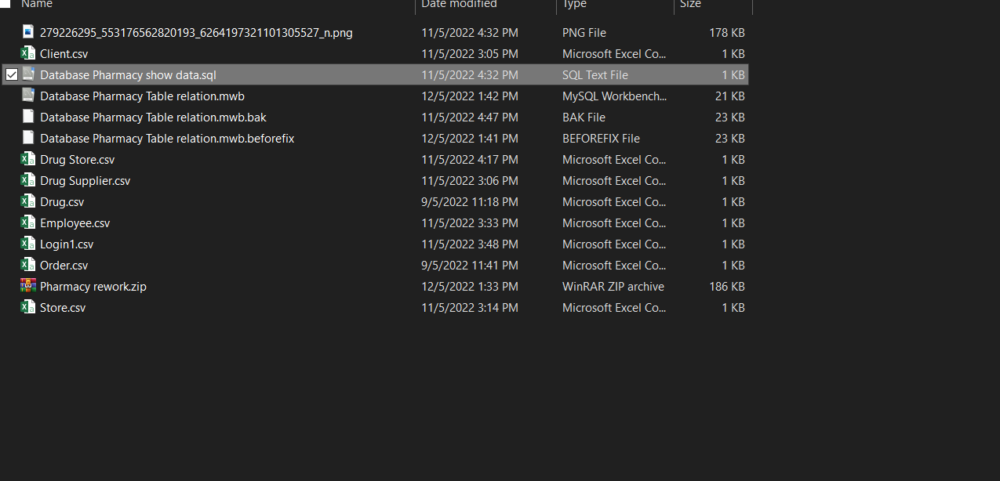 Name Date modified Type Size
279226295_553176562820193_6264197321101305527_n.png 11/5/2022 4:32 PM PNG File 178 KB
Client.csv 11/5/2022 3:05 PM Microsoft Excel Co... 1 KB
Database Pharmacy show data.sql 11/5/2022 4:32 PM SQL Text File 1 KB
Database Pharmacy Table relation.mwb 12/5/2022 1:42 PM MySQL Workbench... 21 KB
Database Pharmacy Table relation.mwb.bak 11/5/2022 4:47 PM BAK File 23 KB
Database Pharmacy Table relation.mwb.beforefix 12/5/2022 1:41 PM BEFOREFIX File 23 KB
Drug Store.csv 11/5/2022 4:17 PM Microsoft Excel Co... 1 KB
Drug Supplier.csv 11/5/2022 3:06 PM Microsoft Excel Co... 1 KB
Drug.csv 9/5/2022 11:18 PM Microsoft Excel Co... 1 KB
Employee.csv 11/5/2022 3:33 PM Microsoft Excel Co... 1 KB
Login1.csv 11/5/2022 3:48 PM Microsoft Excel Co... 1 KB
Order.csv 9/5/2022 11:41 PM Microsoft Excel Co... 1 KB
Pharmacy rework.zip 12/5/2022 1:33 PM WinRAR ZIP archive 186 KB
Store.csv 11/5/2022 3:14 PM Microsoft Excel Co... 1 KB